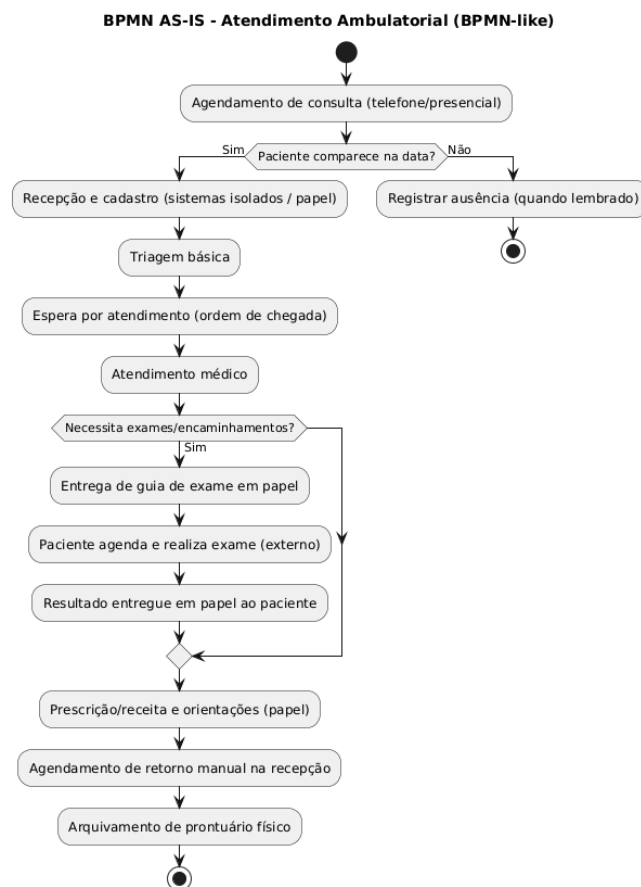 BPMN AS-IS - Atendimento Ambulatorial (BPMN-like)
Agendamento de consulta (telefone/presencial)
Sim
Paciente comparece na data?
Não
Recepção e cadastro (sistemas isolados / papel)
Registrar ausência (quando lembrado)
Triagem básica
Espera por atendimento (ordem de chegada)
Atendimento médico
Necessita exames/encaminhamentos?
Sim
Entrega de guia de exame em papel
Paciente agenda e realiza exame (externo)
Resultado entregue em papel ao paciente
Prescrição/receita e orientações (papel)
Agendamento de retorno manual na recepção
Arquivamento de prontuário físico